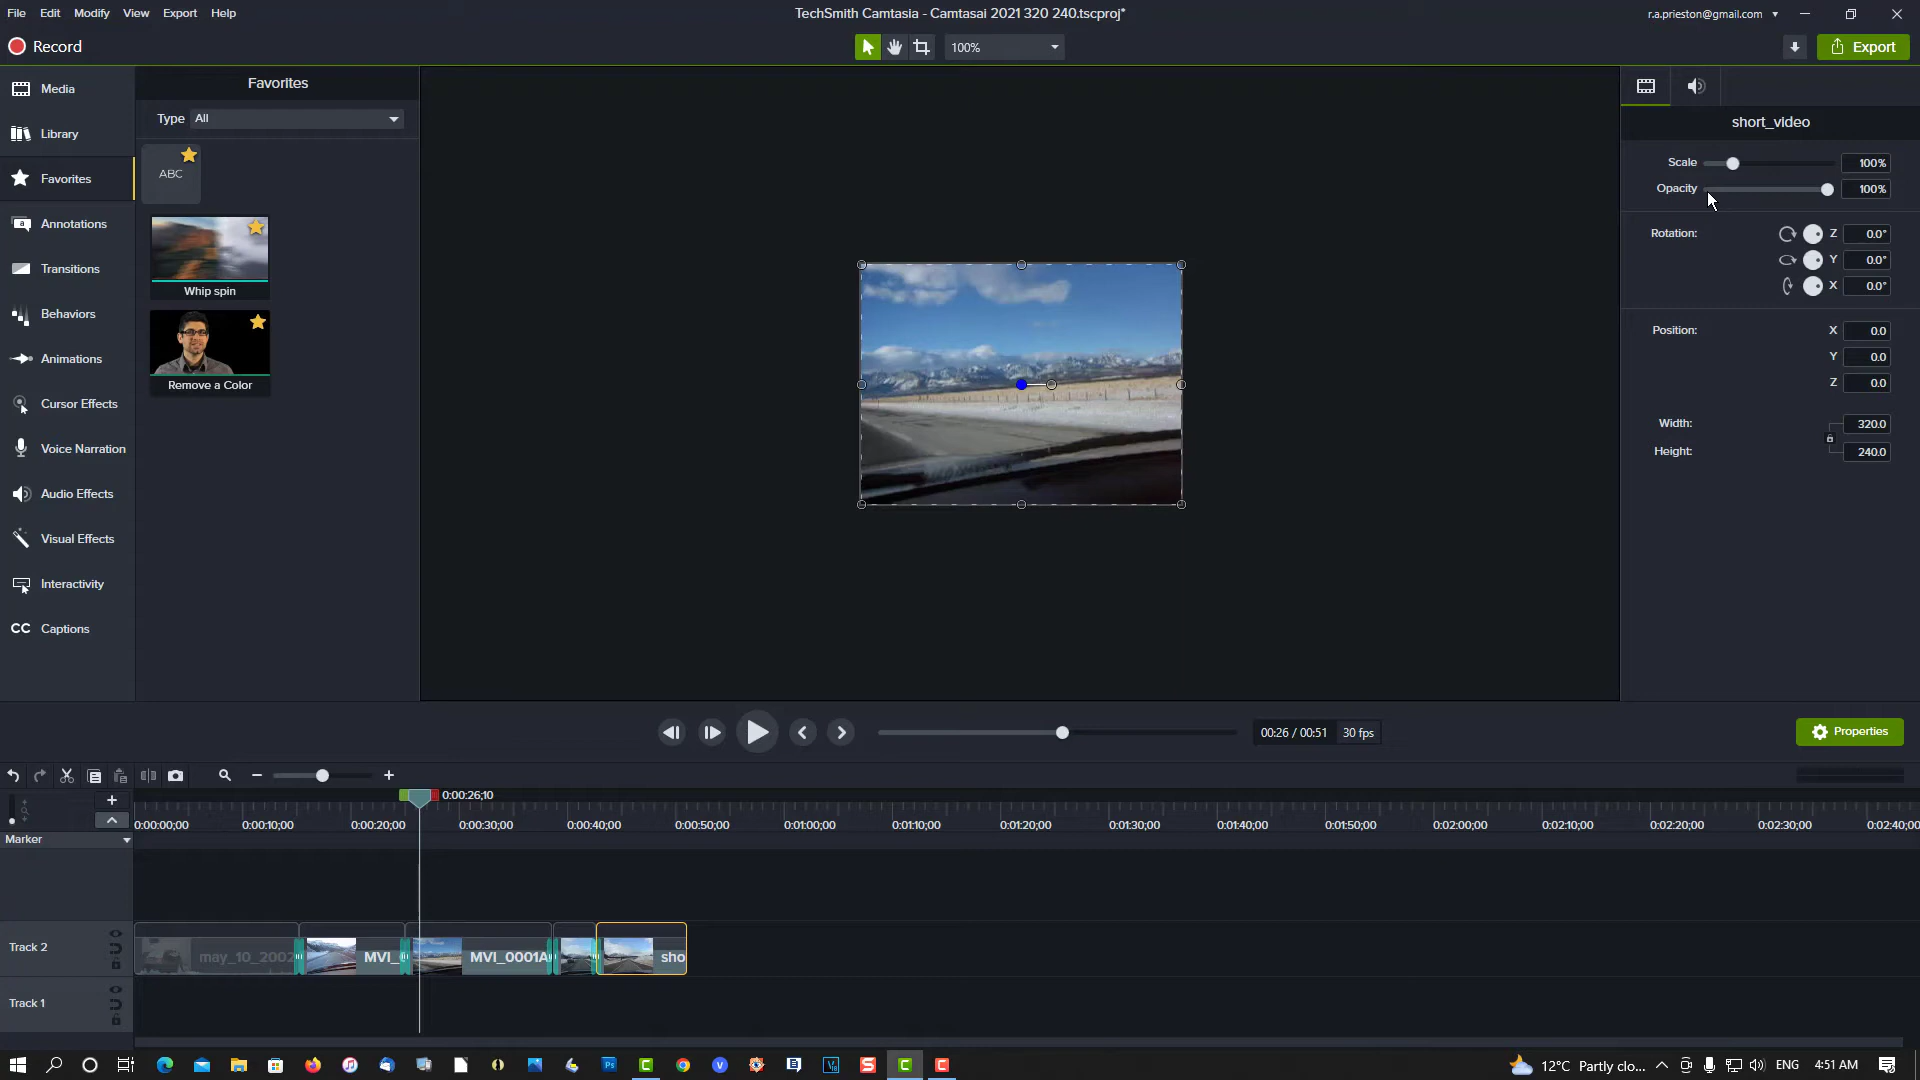 File Edit Modify View Export Help
TechSmith Camtasia - Camtasai 2021 320 240.tscproj*
r.a.prieston@gmail.com
Record
100%
Export
Media
Library
Favorites
Annotations
Transitions
Behaviors
Animations
Cursor Effects
Voice Narration
Audio Effects
Visual Effects
Interactivity
CC Captions
Favorites
Type All
ABC
Whip spin
Remove a Color
short_video
Scale 100%
Opacity 100%
Rotation: Z 0.0°
Y 0.0°
X 0.0°
Position: X 0.0
Y 0.0
Z 0.0
Width: 320.0
Height: 240.0
00:26 / 00:51 30 fps
Properties
0:00:26;10
0:00:00;00 0:00:10;00 0:00:20;00 0:00:30;00 0:00:40;00 0:00:50;00 0:01:00;00 0:01:10;00 0:01:20;00 0:01:30;00 0:01:40;00 0:01:50;00 0:02:00;00 0:02:10;00 0:02:20;00 0:02:30;00 0:02:40;00
Marker
Track 2
may_10_2002 MVI_ MVI_0001A sho
Track 1
12°C Partly clo... ENG 4:51 AM